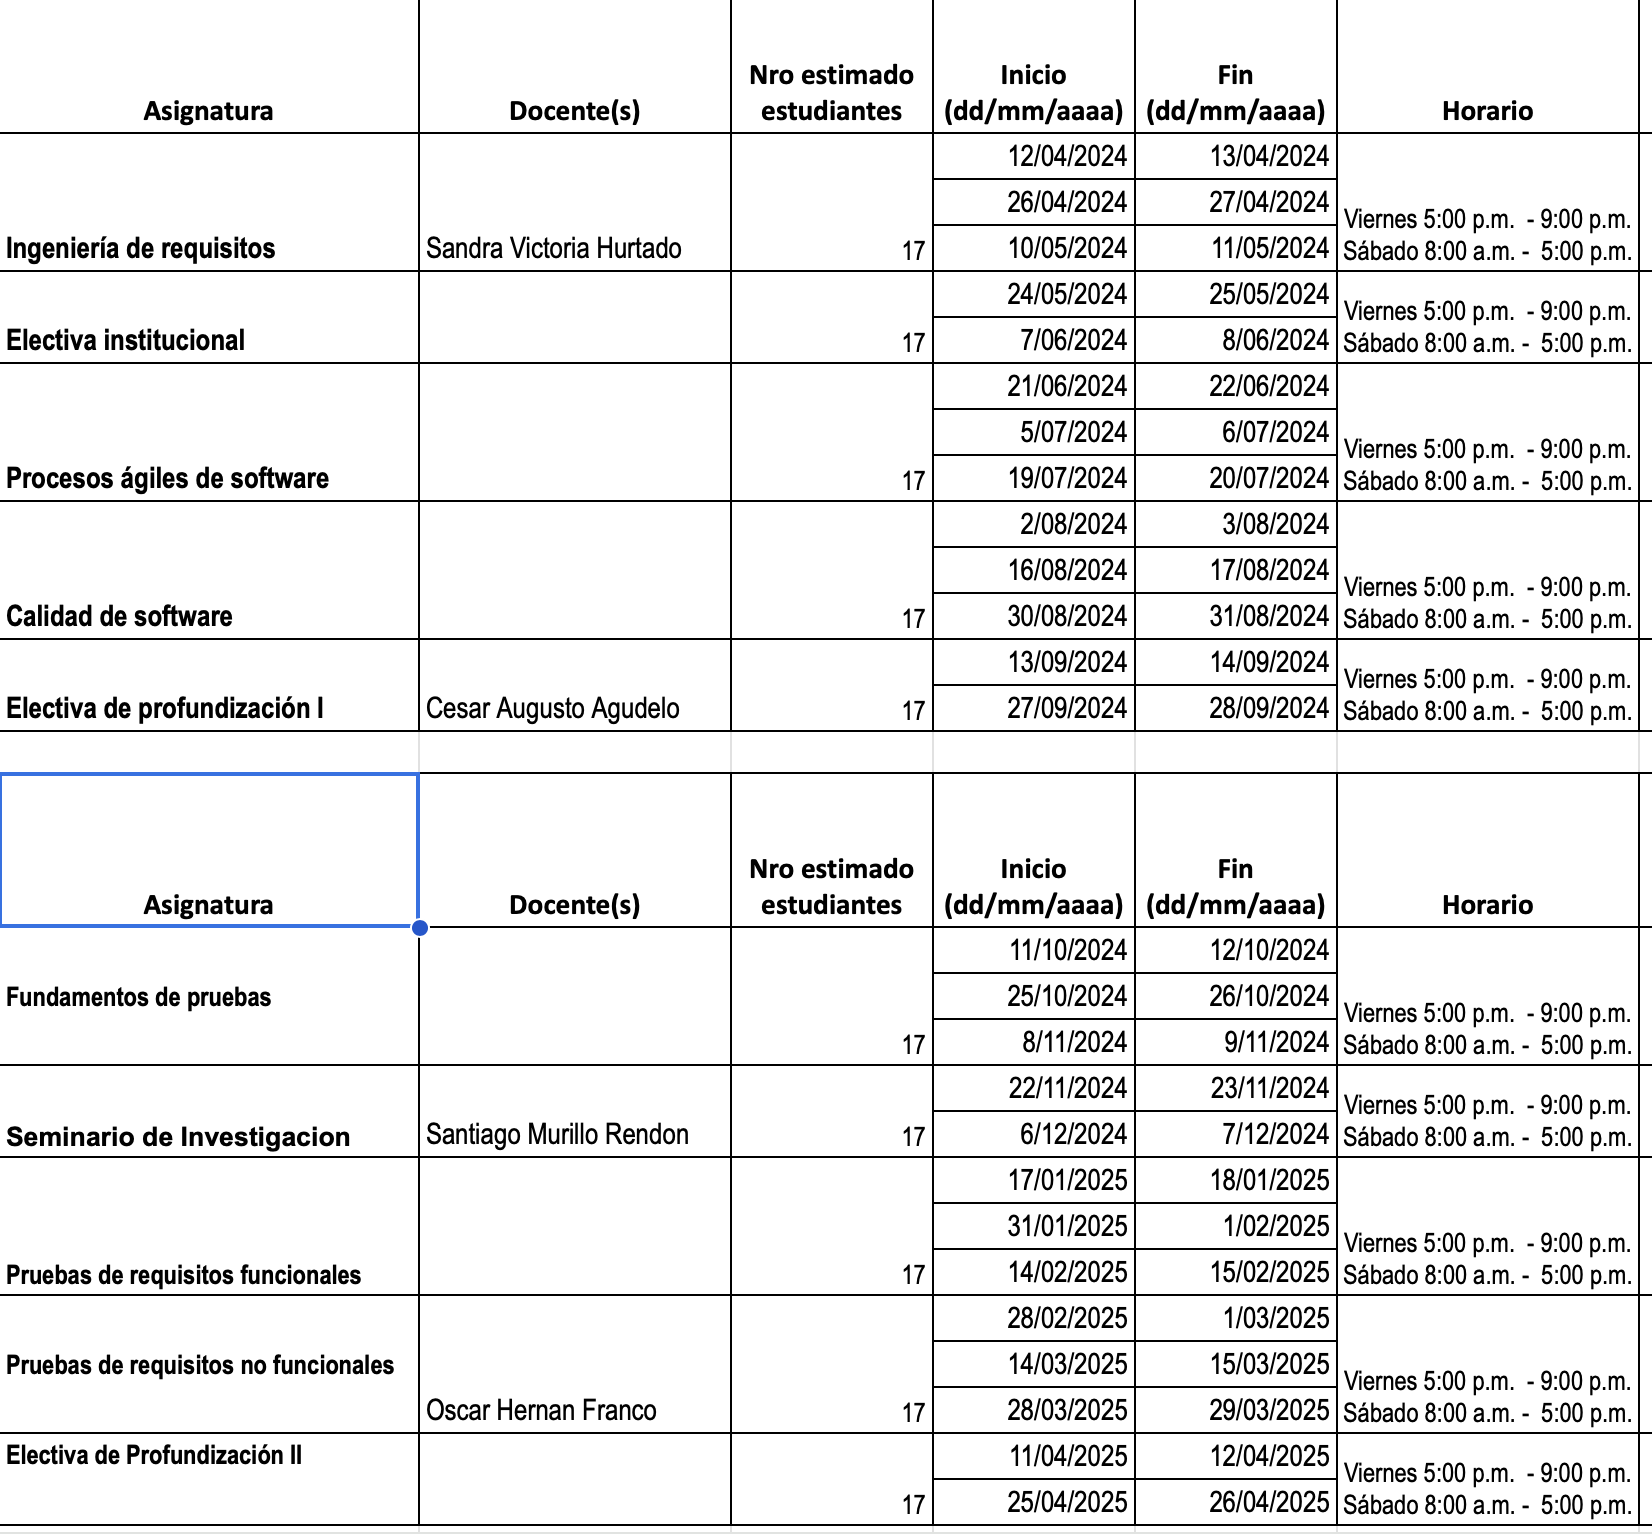 Asignatura Docente(s) Nro estimado estudiantes Inicio (dd/mm/aaaa) Fin (dd/mm/aaaa) Horario
12/04/2024 13/04/2024
26/04/2024 27/04/2024
Ingeniería de requisitos Sandra Victoria Hurtado 17 10/05/2024 11/05/2024 Viernes 5:00 p.m. - 9:00 p.m.
Sábado 8:00 a.m. - 5:00 p.m.
24/05/2024 25/05/2024
Electiva institucional 17 7/06/2024 8/06/2024 Viernes 5:00 p.m. - 9:00 p.m.
Sábado 8:00 a.m. - 5:00 p.m.
21/06/2024 22/06/2024
5/07/2024 6/07/2024
Procesos ágiles de software 17 19/07/2024 20/07/2024 Viernes 5:00 p.m. - 9:00 p.m.
Sábado 8:00 a.m. - 5:00 p.m.
2/08/2024 3/08/2024
16/08/2024 17/08/2024
Calidad de software 17 30/08/2024 31/08/2024 Viernes 5:00 p.m. - 9:00 p.m.
Sábado 8:00 a.m. - 5:00 p.m.
13/09/2024 14/09/2024
Electiva de profundización I Cesar Augusto Agudelo 17 27/09/2024 28/09/2024 Viernes 5:00 p.m. - 9:00 p.m.
Sábado 8:00 a.m. - 5:00 p.m.
Asignatura Docente(s) Nro estimado estudiantes Inicio (dd/mm/aaaa) Fin (dd/mm/aaaa) Horario
11/10/2024 12/10/2024
Fundamentos de pruebas 25/10/2024 26/10/2024
17 8/11/2024 9/11/2024 Viernes 5:00 p.m. - 9:00 p.m.
Sábado 8:00 a.m. - 5:00 p.m.
22/11/2024 23/11/2024
Seminario de Investigacion Santiago Murillo Rendon 17 6/12/2024 7/12/2024 Viernes 5:00 p.m. - 9:00 p.m.
Sábado 8:00 a.m. - 5:00 p.m.
17/01/2025 18/01/2025
31/01/2025 1/02/2025
Pruebas de requisitos funcionales 17 14/02/2025 15/02/2025 Viernes 5:00 p.m. - 9:00 p.m.
Sábado 8:00 a.m. - 5:00 p.m.
28/02/2025 1/03/2025
Pruebas de requisitos no funcionales 14/03/2025 15/03/2025
Oscar Hernan Franco 17 28/03/2025 29/03/2025 Viernes 5:00 p.m. - 9:00 p.m.
Sábado 8:00 a.m. - 5:00 p.m.
Electiva de Profundización II 11/04/2025 12/04/2025
17 25/04/2025 26/04/2025 Viernes 5:00 p.m. - 9:00 p.m.
Sábado 8:00 a.m. - 5:00 p.m.